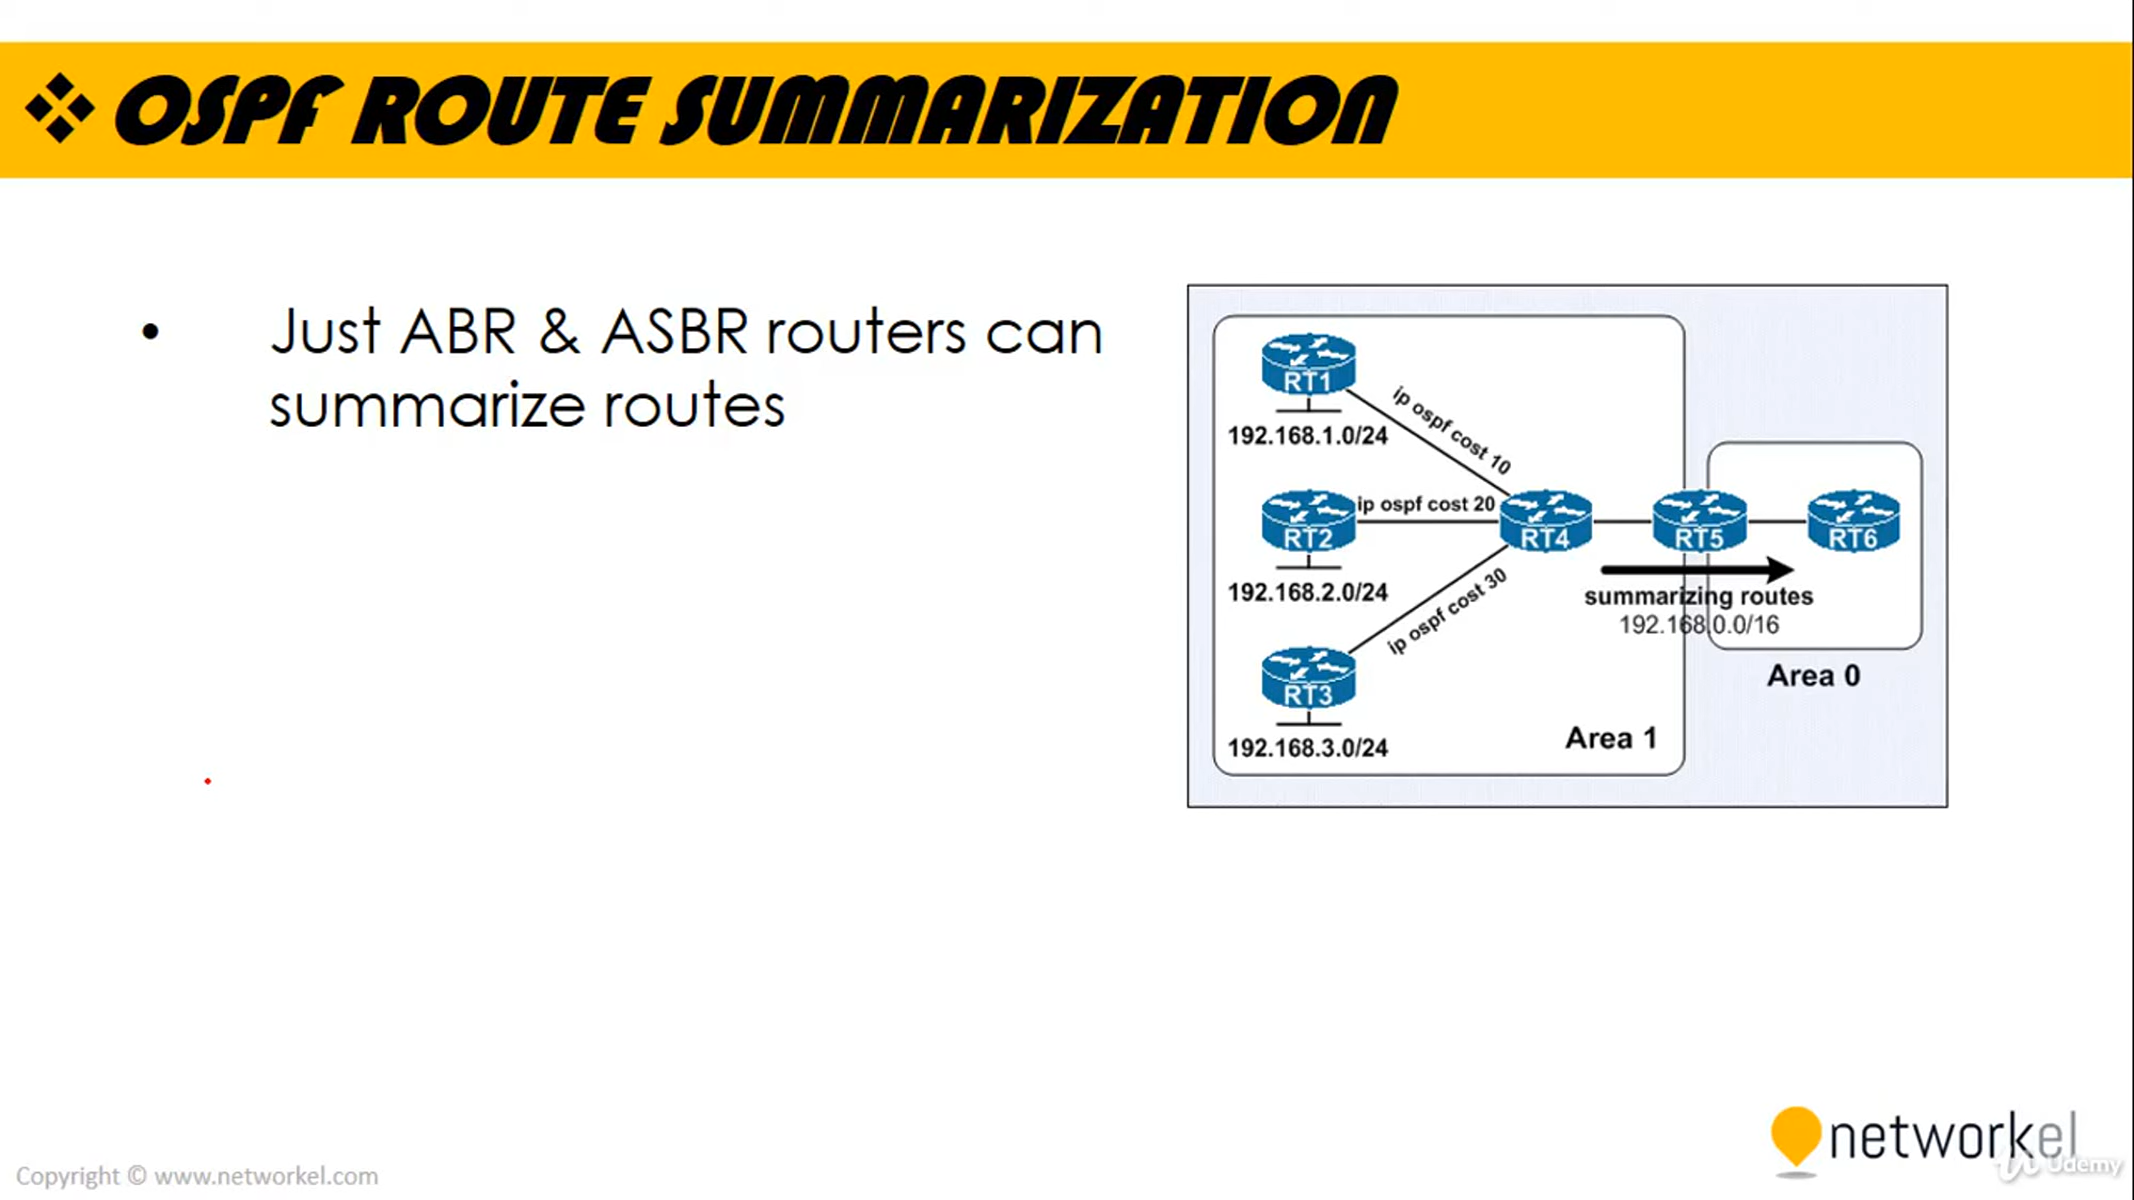 OSPF ROUTE SUMMARIZATION
• Just ABR & ASBR routers can
summarize routes
RT1
192.168.1.0/24
ip ospf cost 10
RT2
192.168.2.0/24
ip ospf cost 20
RT3
192.168.3.0/24
ip ospf cost 30
RT4
RT5
RT6
summarizing routes
192.168.0.0/16
Area 0
Area 1
networkel
Udemy
Copyright © www.networkel.com